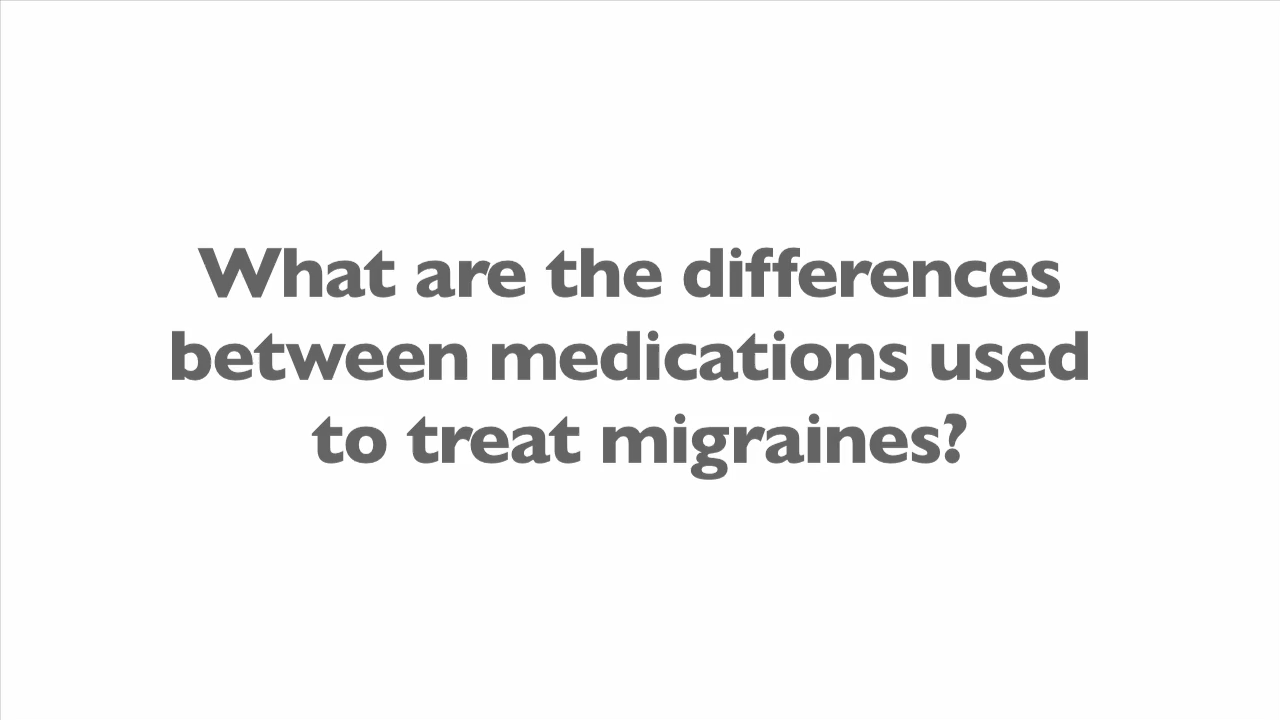 What are the differences
between medications used
to treat migraines?